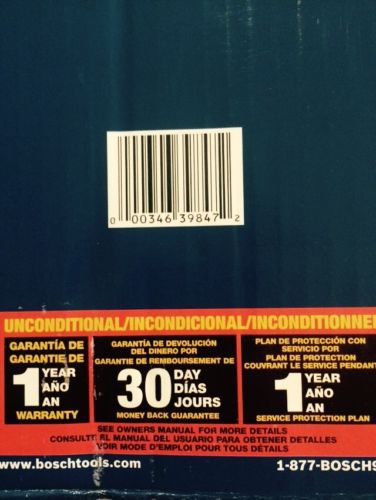 0 00346 39847 2
UNCONDITIONAL/INCONDICIONAL/INCONDITIONNEL
GARANTÍA DE
GARANTIE DE
1 YEAR
AÑO
AN
WARRANTY
GARANTÍA DE DEVOLUCIÓN
DEL DINERO POR
GARANTIE DE REMBOURSEMENT DE
30 DAY
DÍAS
JOURS
MONEY BACK GUARANTEE
PLAN DE PROTECCIÓN CON
SERVICIO POR
PLAN DE PROTECTION
COUVRANT LE SERVICE PENDANT
1 YEAR
AÑO
AN
SERVICE PROTECTION PLAN
SEE OWNERS MANUAL FOR MORE DETAILS
CONSULTE EL MANUAL DEL USUARIO PARA OBTENER DETALLES
VOIR MODE D'EMPLOI POUR TOUS DÉTAILS
www.boschtools.com
1-877-BOSCH9